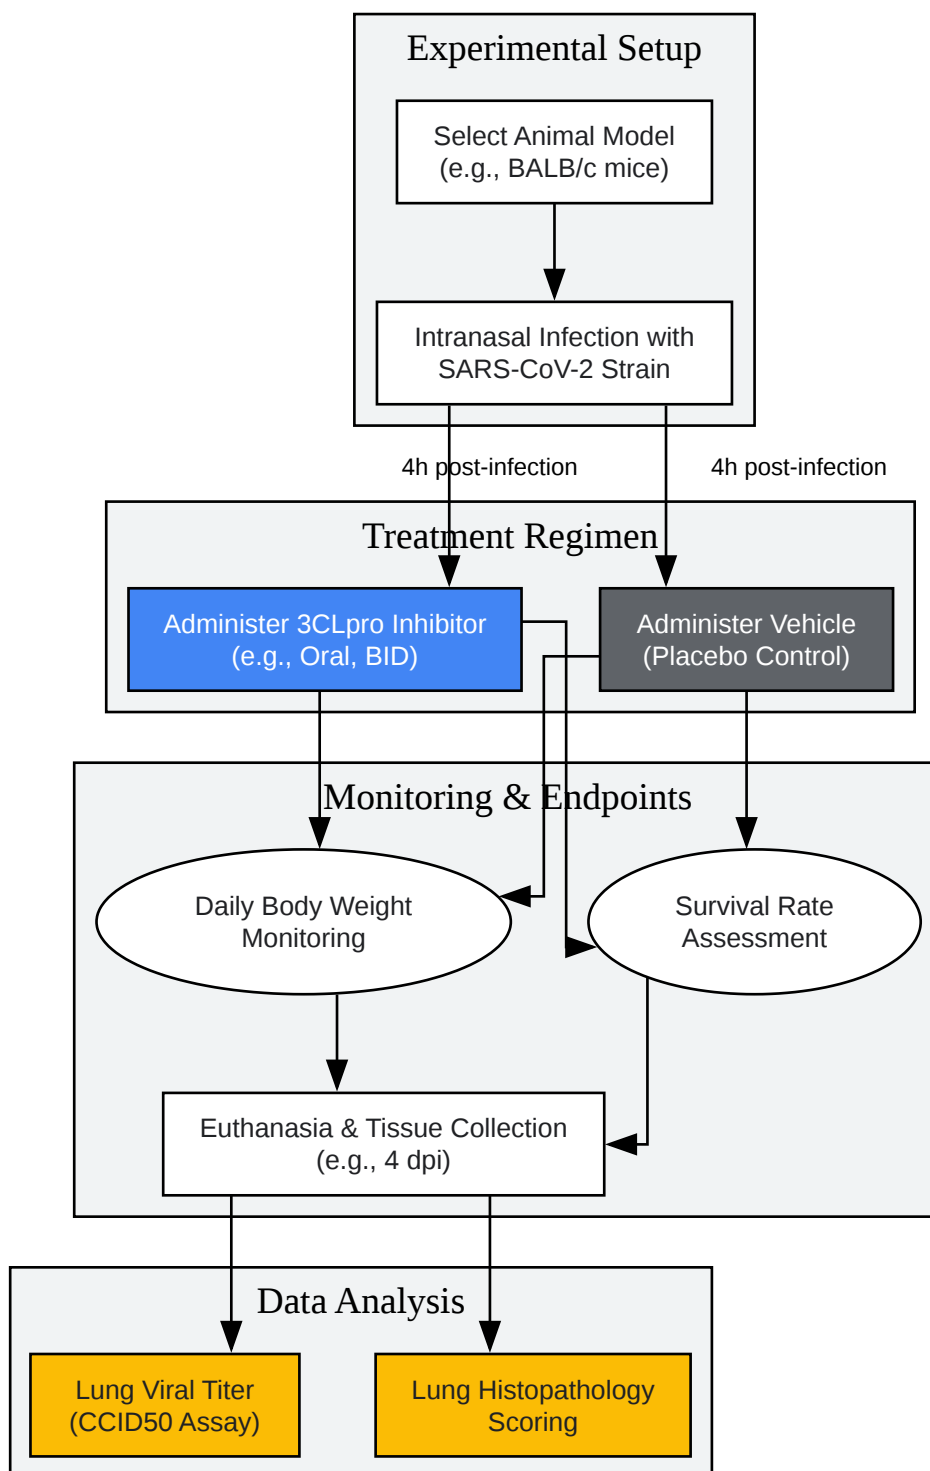 Experimental Setup
Select Animal Model
(e.g., BALB/c mice)
Intranasal Infection with
SARS-CoV-2 Strain
4h post-infection
4h post-infection
Treatment Regimen
Administer 3CLpro Inhibitor
(e.g., Oral, BID)
Administer Vehicle
(Placebo Control)
Monitoring & Endpoints
Daily Body Weight
Monitoring
Survival Rate
Assessment
Euthanasia & Tissue Collection
(e.g., 4 dpi)
Data Analysis
Lung Viral Titer
(CCID50 Assay)
Lung Histopathology
Scoring